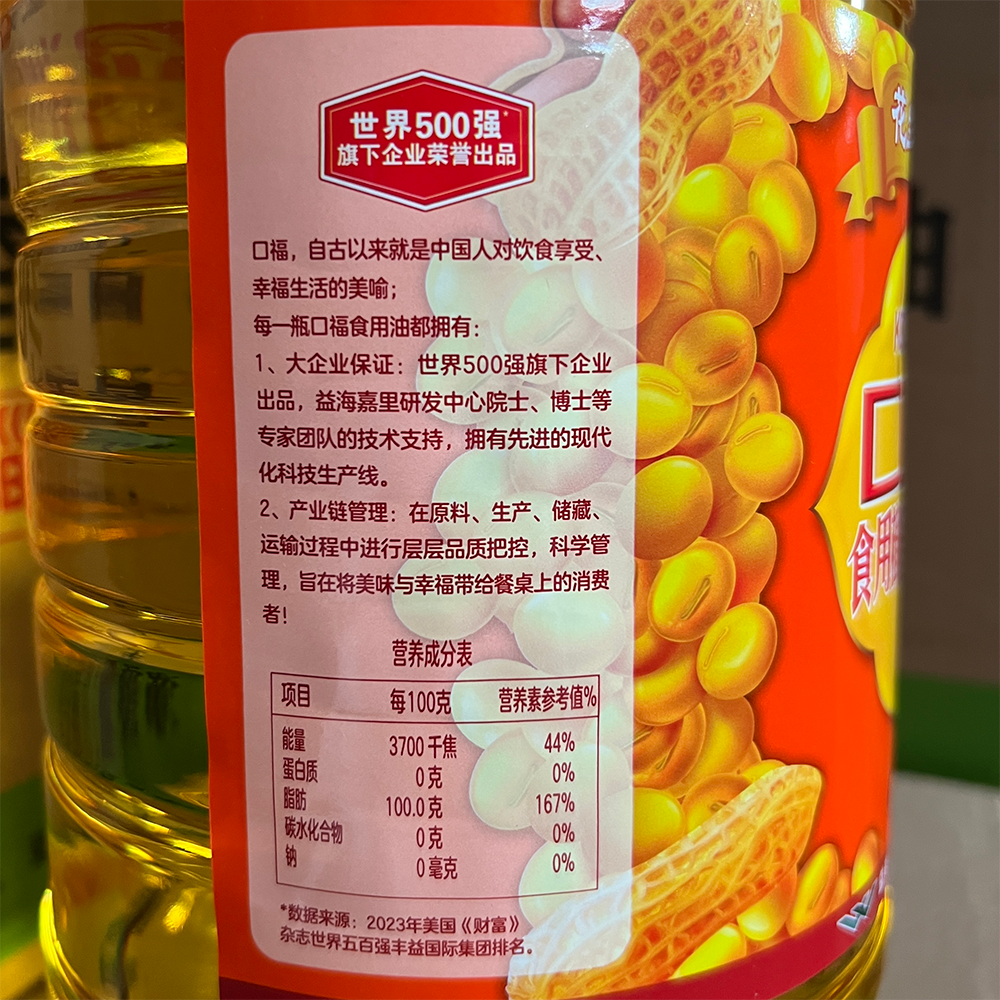 世界500强*
旗下企业荣誉出品
口福，自古以来就是中国人对饮食享受、
幸福生活的美喻；
每一瓶口福食用油都拥有：
1、大企业保证：世界500强旗下企业
出品，益海嘉里研发中心院士、博士等
专家团队的技术支持，拥有先进的现代
化科技生产线。
2、产业链管理：在原料、生产、储藏、
运输过程中进行层层品质把控，科学管
理，旨在将美味与幸福带给餐桌上的消费
者！
营养成分表
项目 每100克 营养素参考值%
能量 3700千焦 44%
蛋白质 0克 0%
脂肪 100.0克 167%
碳水化合物 0克 0%
钠 0毫克 0%
*数据来源：2023年美国《财富》
杂志世界五百强丰益国际集团排名。
花
食用
油